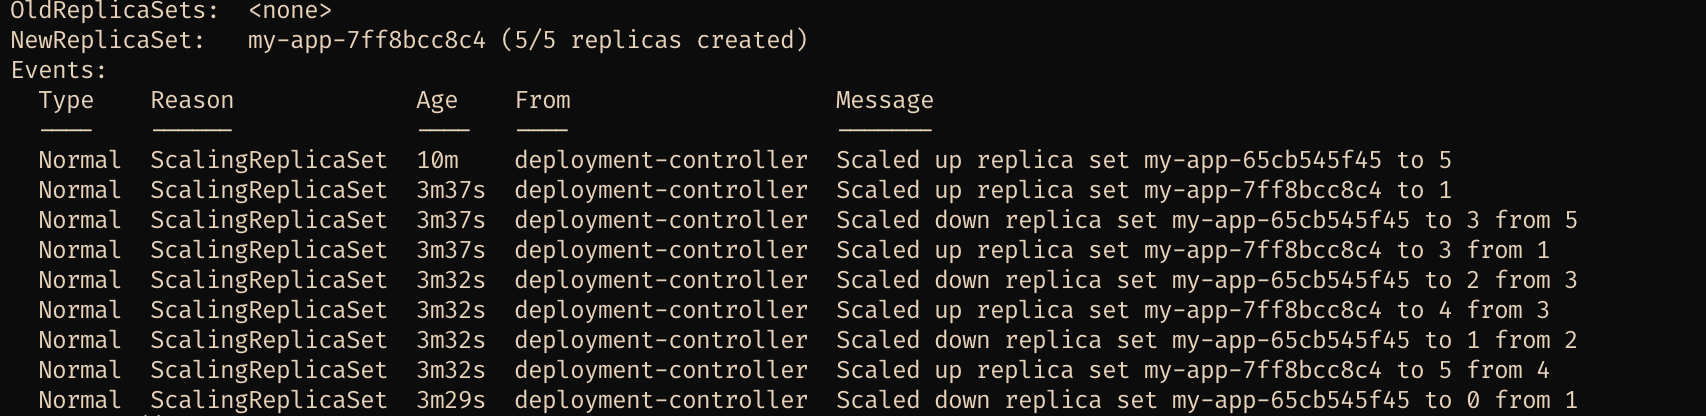 OldReplicaSets:  <none>
NewReplicaSet:   my-app-7ff8bcc8c4 (5/5 replicas created)
Events:
  Type    Reason             Age    From                   Message
  ----    ------             ----   ----                   -------
  Normal  ScalingReplicaSet  10m    deployment-controller  Scaled up replica set my-app-65cb545f45 to 5
  Normal  ScalingReplicaSet  3m37s  deployment-controller  Scaled up replica set my-app-7ff8bcc8c4 to 1
  Normal  ScalingReplicaSet  3m37s  deployment-controller  Scaled down replica set my-app-65cb545f45 to 3 from 5
  Normal  ScalingReplicaSet  3m37s  deployment-controller  Scaled up replica set my-app-7ff8bcc8c4 to 3 from 1
  Normal  ScalingReplicaSet  3m32s  deployment-controller  Scaled down replica set my-app-65cb545f45 to 2 from 3
  Normal  ScalingReplicaSet  3m32s  deployment-controller  Scaled up replica set my-app-7ff8bcc8c4 to 4 from 3
  Normal  ScalingReplicaSet  3m32s  deployment-controller  Scaled down replica set my-app-65cb545f45 to 1 from 2
  Normal  ScalingReplicaSet  3m32s  deployment-controller  Scaled up replica set my-app-7ff8bcc8c4 to 5 from 4
  Normal  ScalingReplicaSet  3m29s  deployment-controller  Scaled down replica set my-app-65cb545f45 to 0 from 1